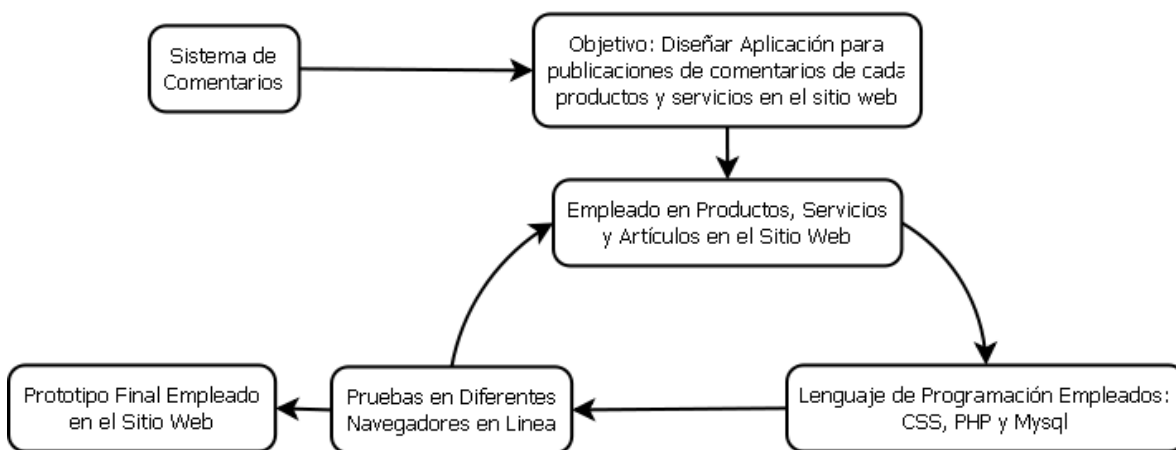 Sistema de
Comentarios
Objetivo: Diseñar Aplicación para
publicaciones de comentarios de cada
productos y servicios en el sitio web
Empleado en Productos, Servicios
y Artículos en el Sitio Web
Prototipo Final Empleado
en el Sitio Web
Pruebas en Diferentes
Navegadores en Linea
Lenguaje de Programación Empleados:
CSS, PHP y Mysql